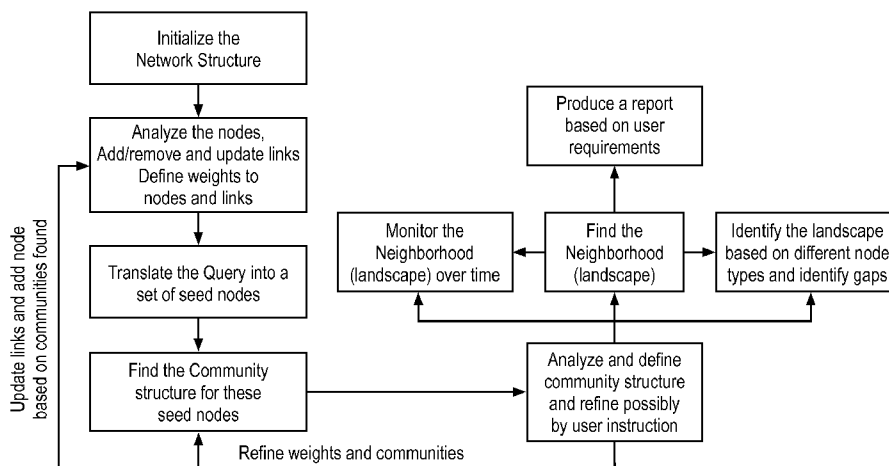 Initialize the
Network Structure
Analyze the nodes,
Add/remove and update links
Define weights to
nodes and links
Translate the Query into a
set of seed nodes
Find the Community
structure for these
seed nodes
Update links and add node
based on communities found
Refine weights and communities
Produce a report
based on user
requirements
Monitor the
Neighborhood
(landscape) over time
Find the
Neighborhood
(landscape)
Identify the landscape
based on different node
types and identify gaps
Analyze and define
community structure
and refine possibly
by user instruction